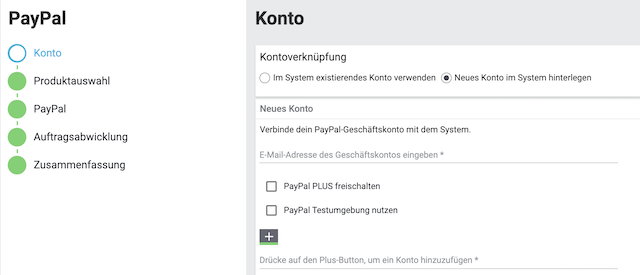 PayPal
Konto
Produktauswahl
PayPal
Auftragsabwicklung
Zusammenfassung
Konto
Kontoverknüpfung
Im System existierendes Konto verwenden
Neues Konto im System hinterlegen
Neues Konto
Verbinde dein PayPal-Geschäftskonto mit dem System.
E-Mail-Adresse des Geschäftskontos eingeben *
PayPal PLUS freischalten
PayPal Testumgebung nutzen
+
Drücke auf den Plus-Button, um ein Konto hinzuzufügen *